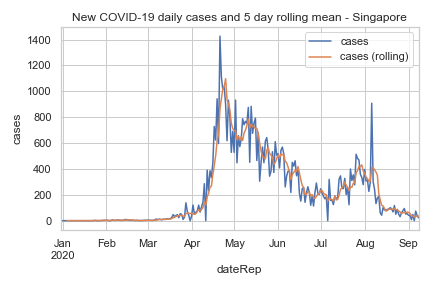 New COVID-19 daily cases and 5 day rolling mean - Singapore
cases
cases (rolling)
cases
1400
1200
1000
800
600
400
200
0
Jan Feb Mar Apr May Jun Jul Aug Sep
2020
dateRep